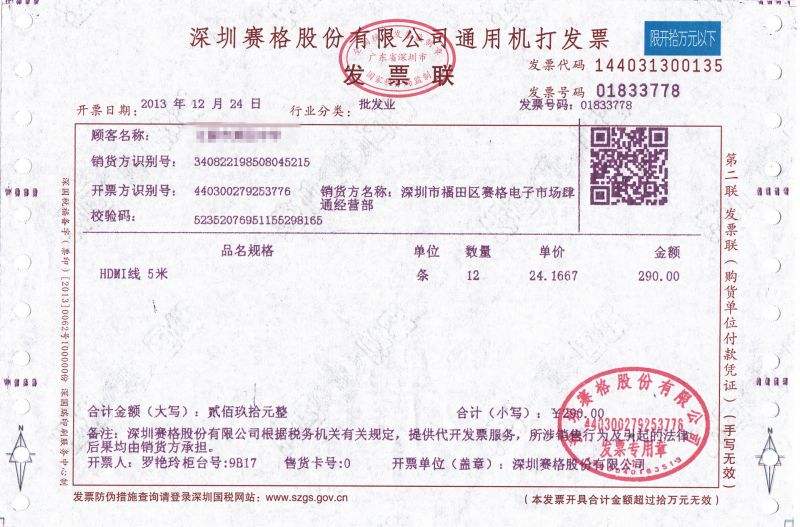 深圳赛格股份有限公司通用机打发票
限开拾万元以下
广东省深圳市
发票联
发票代码 144031300135
发票号码 01833778
开票日期: 2013 年 12 月 24 日 行业分类: 批发业 发票号码: 01833778
顾客名称:
销货方识别号: 340822198508045215
开票方识别号: 440300279253776 销货方名称: 深圳市福田区赛格电子市场肆
通经营部
校验码: 52352076951155298165
品名规格 单位 数量 单价 金额
HDMI线 5米 条 12 24.1667 290.00
合计金额(大写): 贰佰玖拾元整 合计(小写): ¥290.00
备注: 深圳赛格股份有限公司根据税务机关有关规定, 提供代开发票服务, 所涉销售行为及引起的法律
后果均由销货方承担。
开票人: 罗艳玲柜台号:9B17 售货卡号:0 开票单位(盖章): 深圳赛格股份有限公司
发票防伪措施查询请登录深圳国税网站: www.szgs.gov.cn (本发票开具合计金额超过拾万元无效)
第二联 发票联(购货单位付款凭证)(手写无效)
深圳赛格股份有限公司
440300279253776
发票专用章